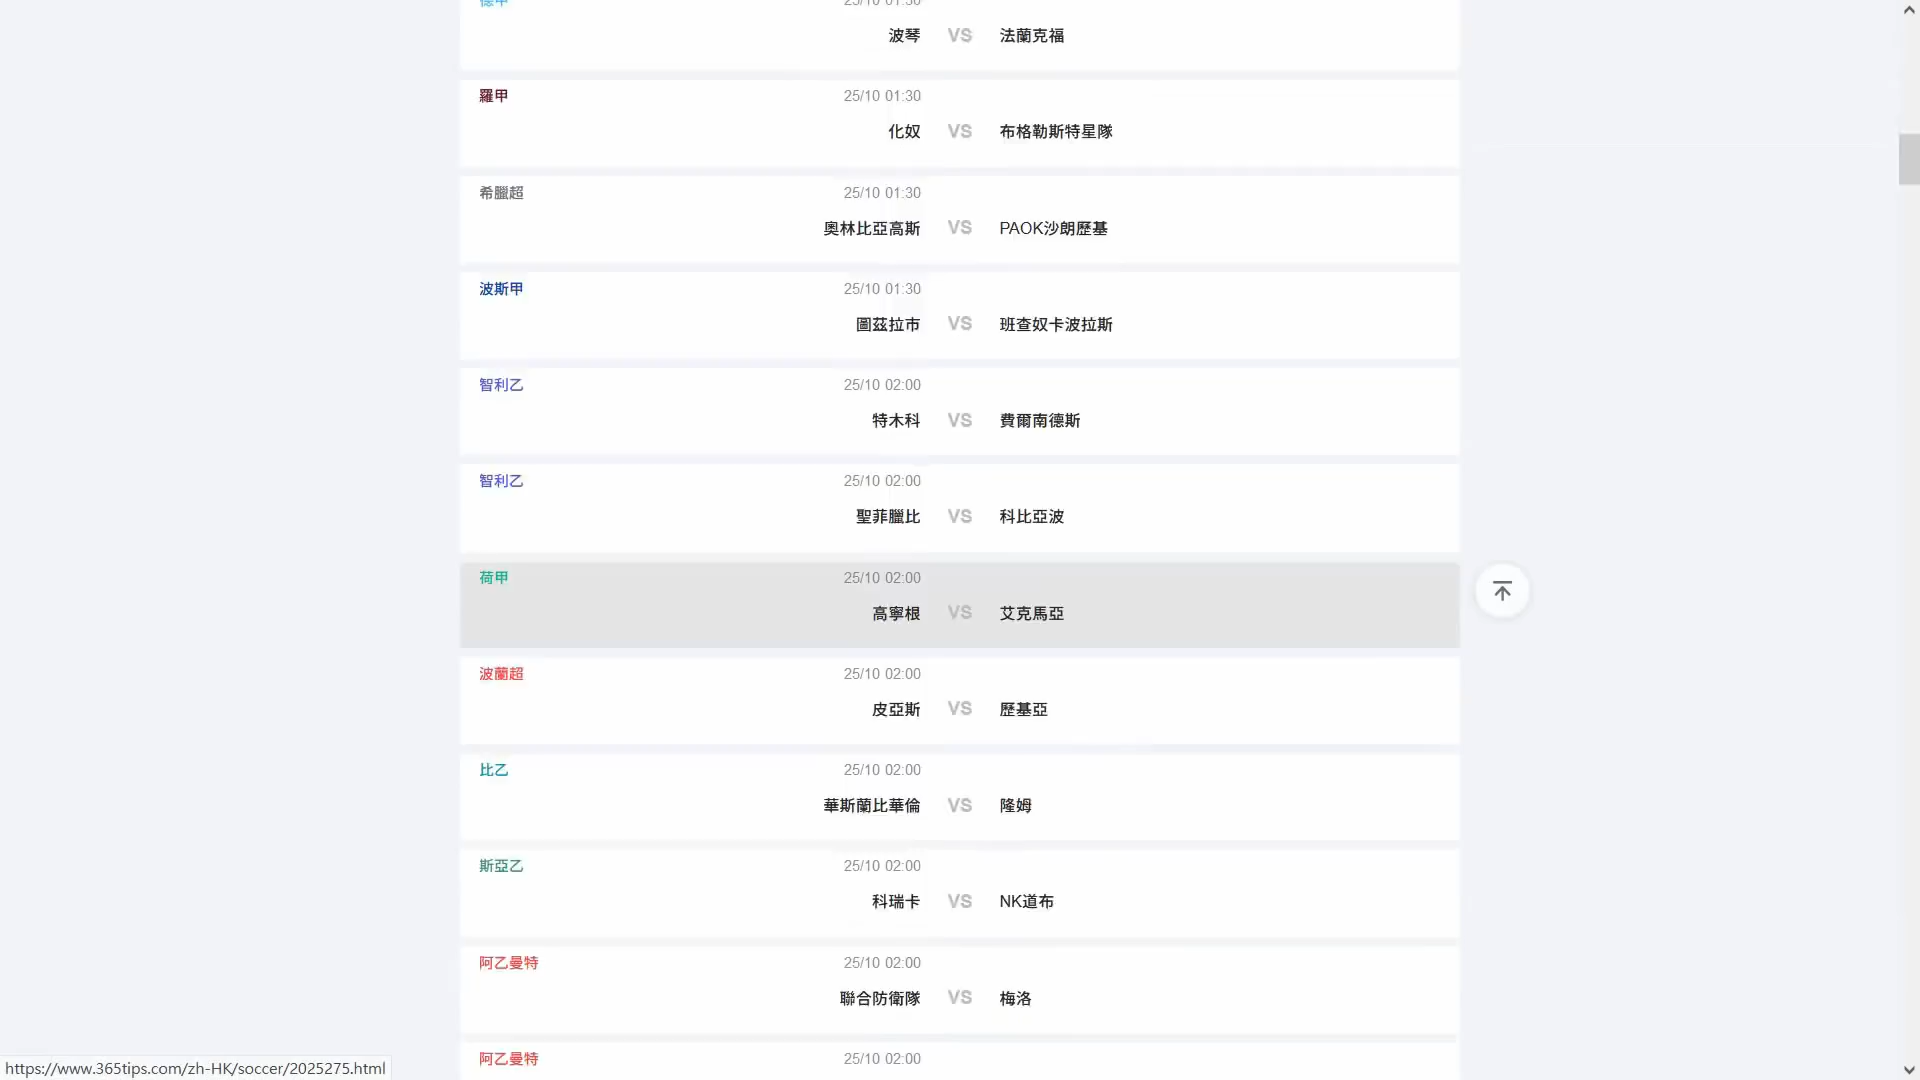 德甲 25/10 01:30
波琴 VS 法蘭克福
羅甲 25/10 01:30
化奴 VS 布格勒斯特星隊
希臘超 25/10 01:30
奧林比亞高斯 VS PAOK沙朗歷基
波斯甲 25/10 01:30
圖茲拉市 VS 班查奴卡波拉斯
智利乙 25/10 02:00
特木科 VS 費爾南德斯
智利乙 25/10 02:00
聖菲臘比 VS 科比亞波
荷甲 25/10 02:00
高寧根 VS 艾克馬亞
波蘭超 25/10 02:00
皮亞斯 VS 歷基亞
比乙 25/10 02:00
華斯蘭比華倫 VS 隆姆
斯亞乙 25/10 02:00
科瑞卡 VS NK道布
阿乙曼特 25/10 02:00
聯合防衛隊 VS 梅洛
阿乙曼特 25/10 02:00
https://www.365tips.com/zh-HK/soccer/2025275.html